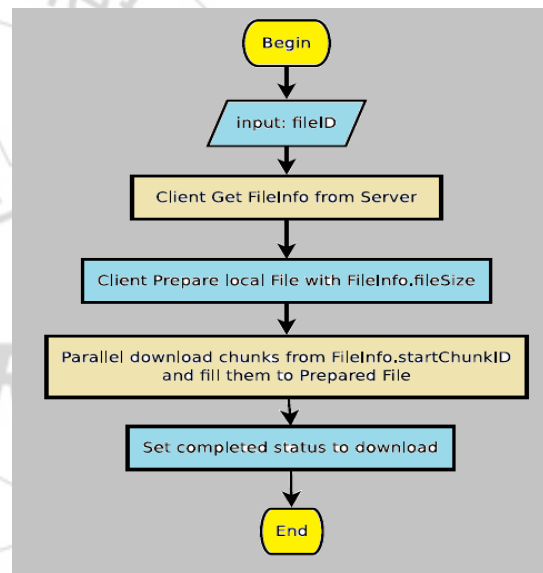 Begin
input: fileID
Client Get FileInfo from Server
Client Prepare local File with FileInfo.fileSize
Parallel download chunks from FileInfo.startChunkID
and fill them to Prepared File
Set completed status to download
End